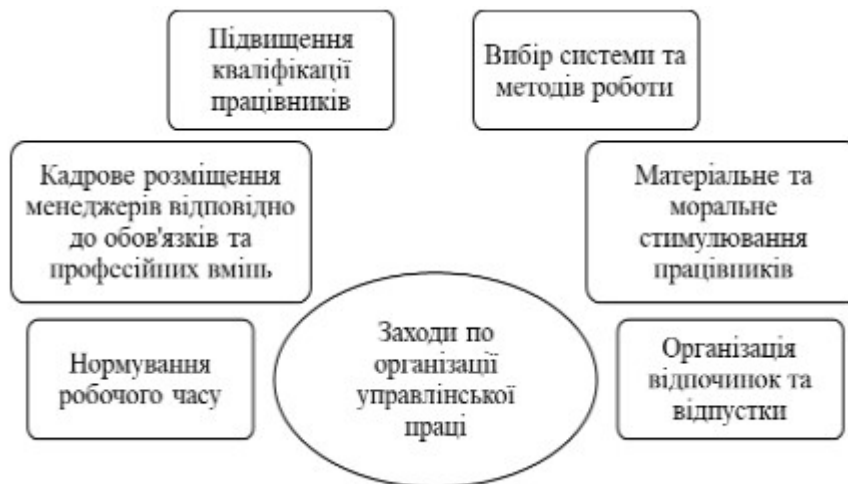 Підвищення
кваліфікації
працівників
Вибір системи та
методів роботи
Кадрове розміщення
менеджерів відповідно
до обов'язків та
професійних вмінь
Матеріальне та
моральне
стимулювання
працівників
Нормування
робочого часу
Заходи по
організації
управлінської
праці
Організація
відпочинок та
відпустки